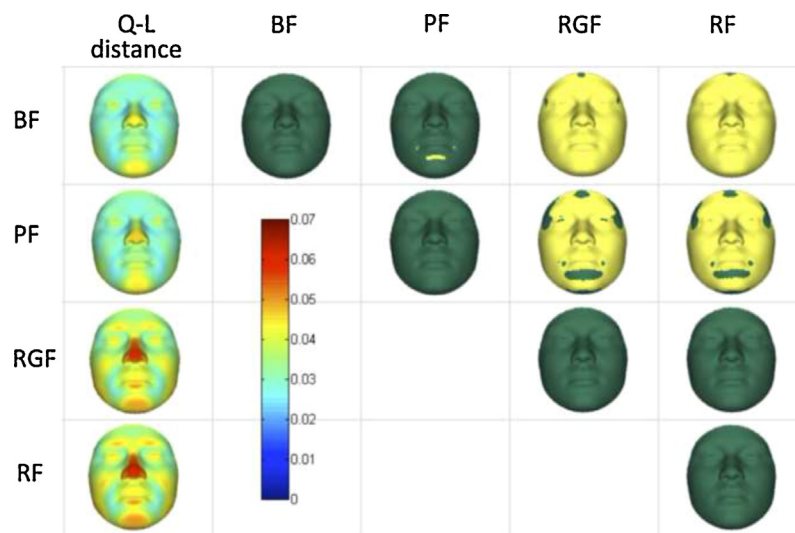 Q-L
distance
BF
PF
RGF
RF
BF
PF
0.07
0.06
0.05
0.04
0.03
0.02
0.01
0
RGF
RF